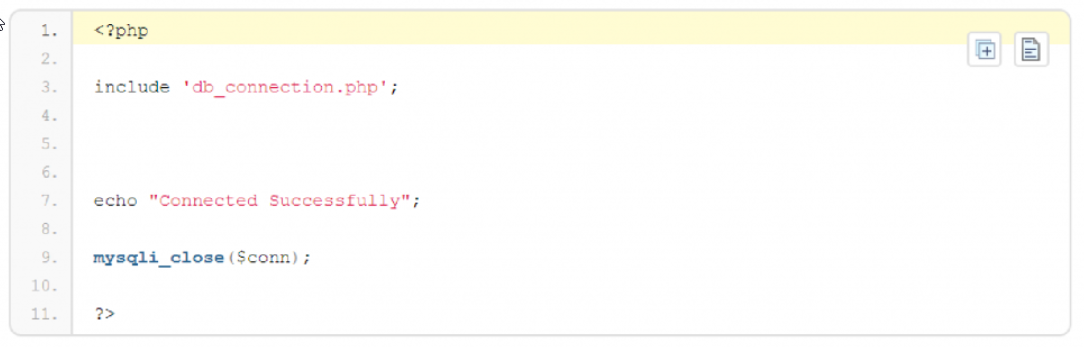 1. <?php
2.
3. include 'db_connection.php';
4.
5.
6.
7. echo "Connected Successfully";
8.
9. mysqli_close($conn);
10.
11. ?>